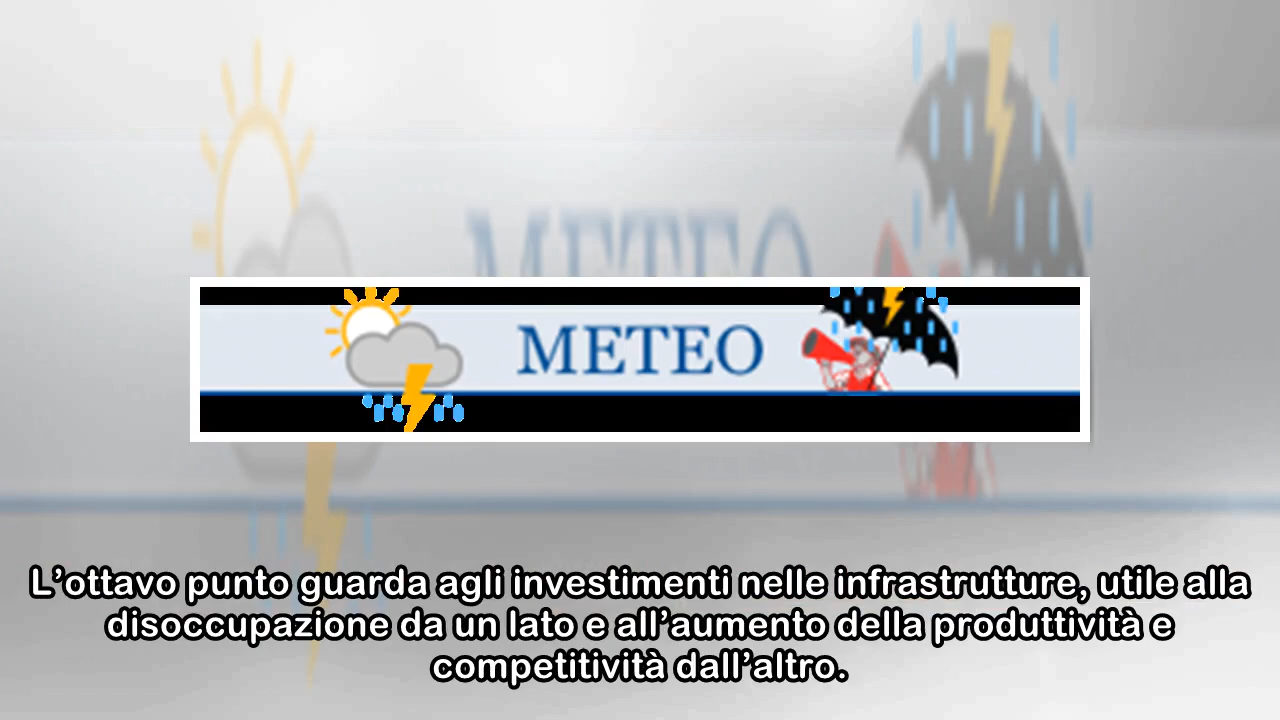 METEO
METEO
L’ottavo punto guarda agli investimenti nelle infrastrutture, utile alla
disoccupazione da un lato e all’aumento della produttività e
competitività dall’altro.